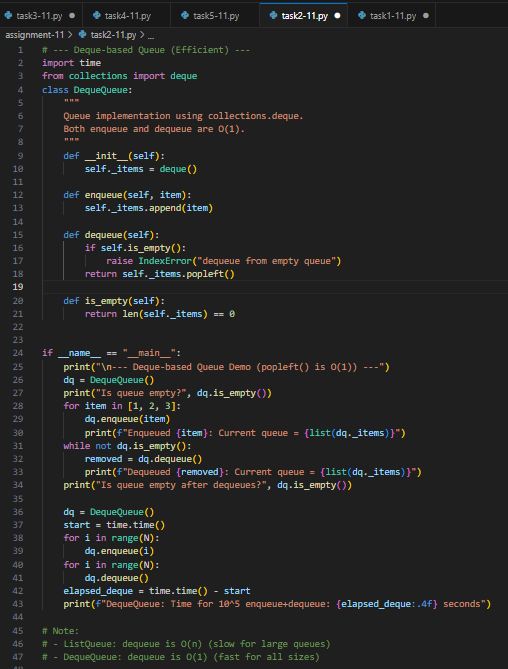 task3-11.py ● task4-11.py task5-11.py task2-11.py ● task1-11.py ●
assignment-11 > task2-11.py > ...
1 # --- Deque-based Queue (Efficient) ---
2 import time
3 from collections import deque
4 class DequeQueue:
5     """
6     Queue implementation using collections.deque.
7     Both enqueue and dequeue are O(1).
8     """
9     def __init__(self):
10         self._items = deque()
11
12     def enqueue(self, item):
13         self._items.append(item)
14
15     def dequeue(self):
16         if self.is_empty():
17             raise IndexError("dequeue from empty queue")
18         return self._items.popleft()
19
20     def is_empty(self):
21         return len(self._items) == 0
22
23
24 if __name__ == "__main__":
25     print("\n--- Deque-based Queue Demo (popleft() is O(1)) ---")
26     dq = DequeQueue()
27     print("Is queue empty?", dq.is_empty())
28     for item in [1, 2, 3]:
29         dq.enqueue(item)
30         print(f"Enqueued {item}: Current queue = {list(dq._items)}")
31     while not dq.is_empty():
32         removed = dq.dequeue()
33         print(f"Dequeued {removed}: Current queue = {list(dq._items)}")
34     print("Is queue empty after dequeues?", dq.is_empty())
35
36     dq = DequeQueue()
37     start = time.time()
38     for i in range(N):
39         dq.enqueue(i)
40     for i in range(N):
41         dq.dequeue()
42     elapsed_deque = time.time() - start
43     print(f"DequeQueue: Time for 10^5 enqueue+dequeue: {elapsed_deque:.4f} seconds")
44
45 # Note:
46 # - ListQueue: dequeue is O(n) (slow for large queues)
47 # - DequeQueue: dequeue is O(1) (fast for all sizes)